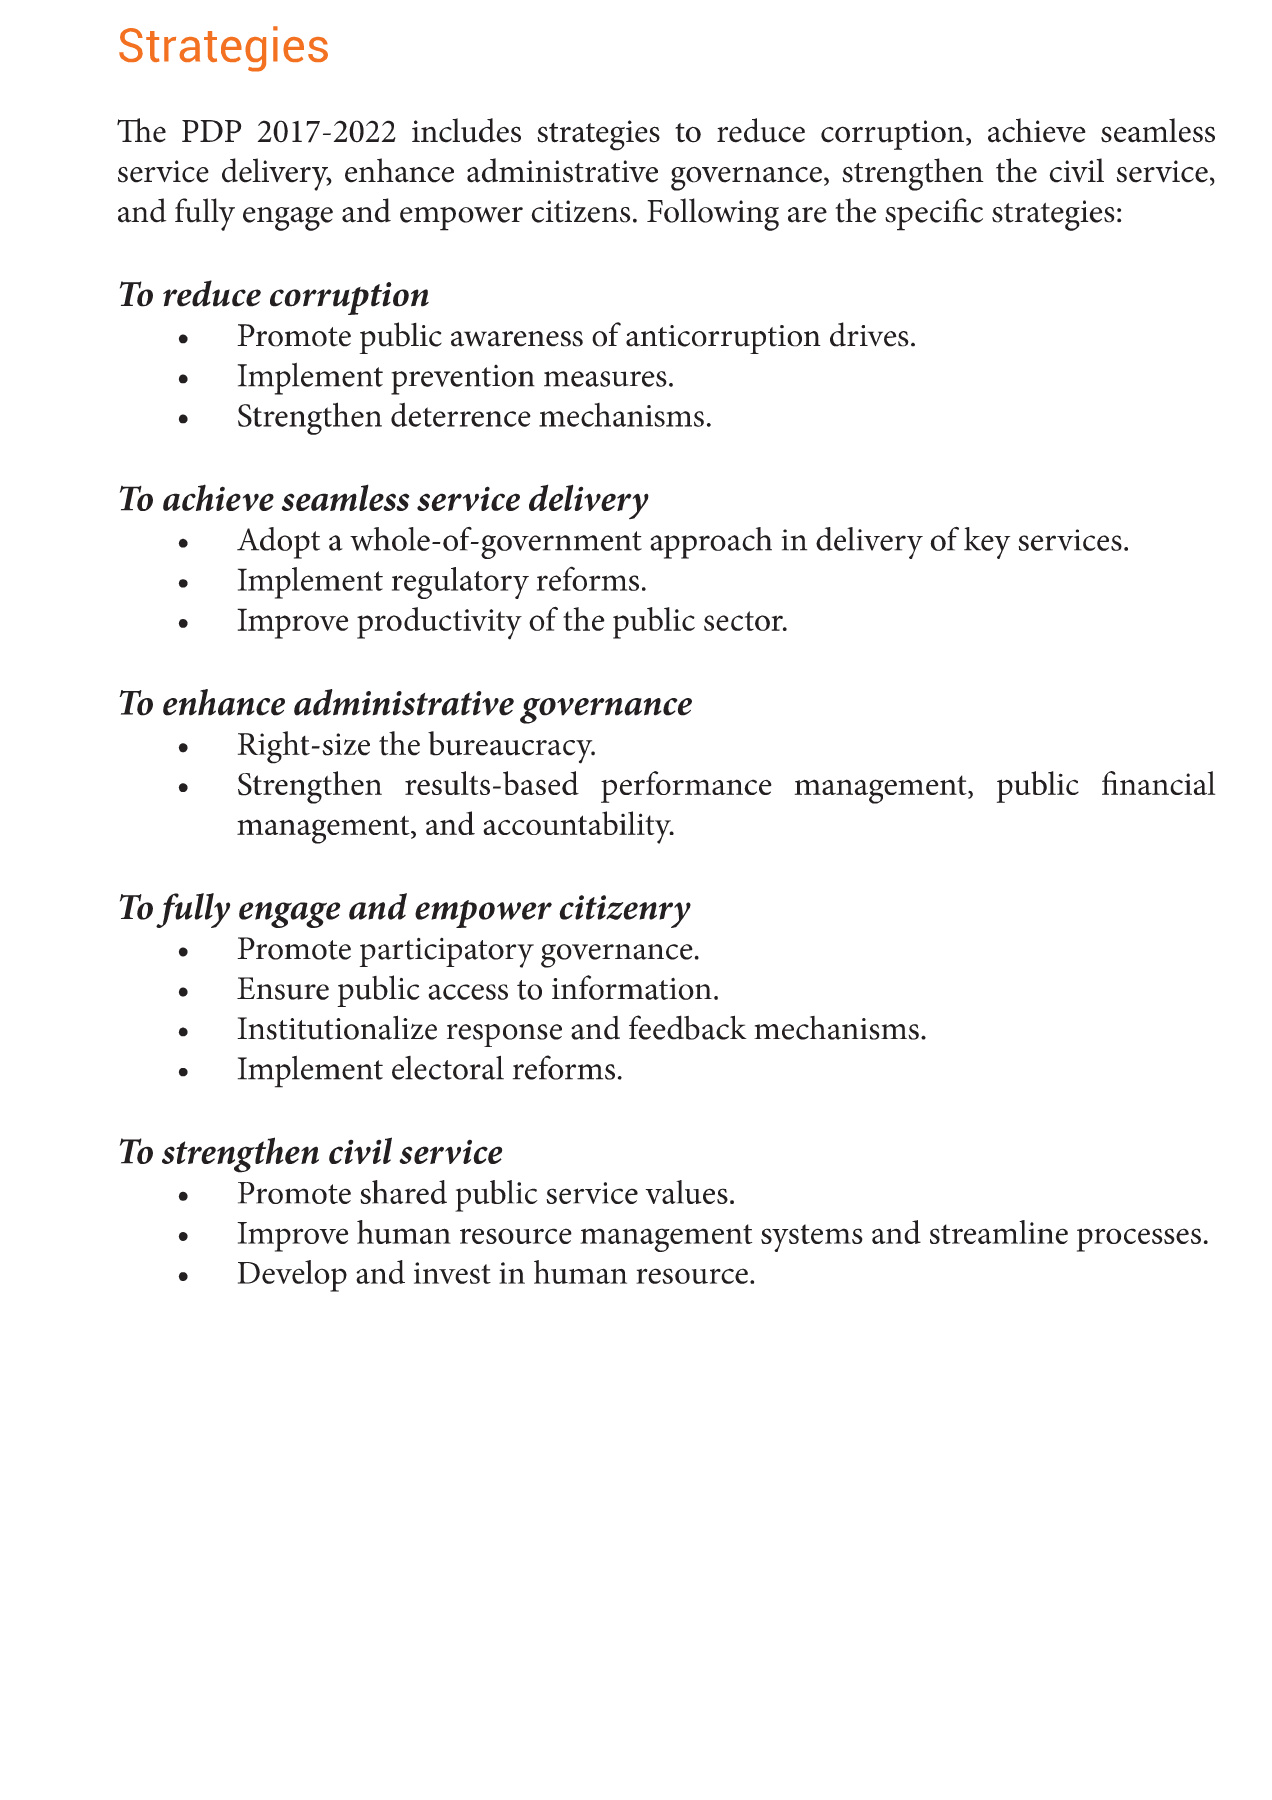 Strategies
The PDP 2017-2022 includes strategies to reduce corruption, achieve seamless
service delivery, enhance administrative governance, strengthen the civil service,
and fully engage and empower citizens. Following are the specific strategies:
To reduce corruption
• Promote public awareness of anticorruption drives.
• Implement prevention measures.
• Strengthen deterrence mechanisms.
To achieve seamless service delivery
• Adopt a whole-of-government approach in delivery of key services.
• Implement regulatory reforms.
• Improve productivity of the public sector.
To enhance administrative governance
• Right-size the bureaucracy.
• Strengthen results-based performance management, public financial
management, and accountability.
To fully engage and empower citizenry
• Promote participatory governance.
• Ensure public access to information.
• Institutionalize response and feedback mechanisms.
• Implement electoral reforms.
To strengthen civil service
• Promote shared public service values.
• Improve human resource management systems and streamline processes.
• Develop and invest in human resource.